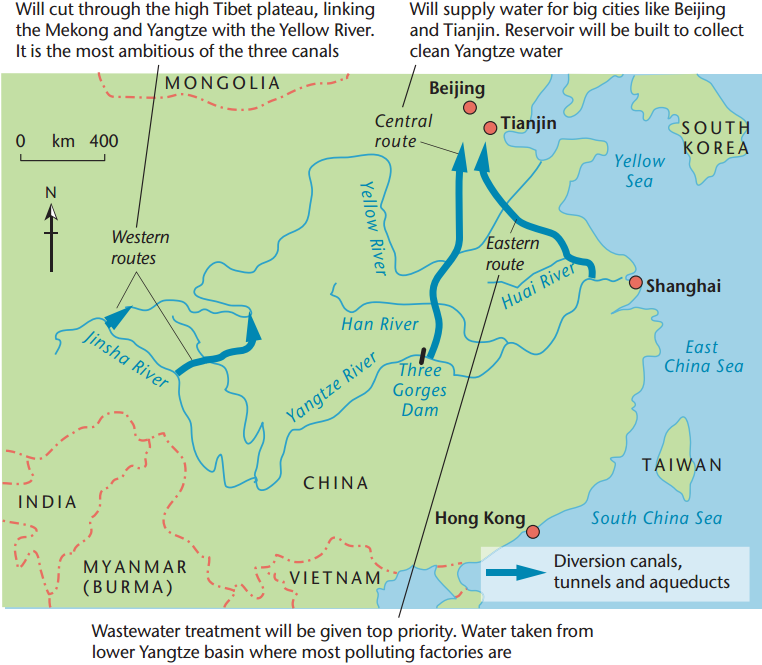 Will cut through the high Tibet plateau, linking
the Mekong and Yangtze with the Yellow River.
It is the most ambitious of the three canals
Will supply water for big cities like Beijing
and Tianjin. Reservoir will be built to collect
clean Yangtze water
MONGOLIA
Beijing
Central
route
Tianjin
SOUTH
KOREA
0 km 400
Yellow
Sea
N
Yellow River
Western
routes
Eastern
route
Huai River
Shanghai
Han River
Jinsha River
Yangtze River
Three
Gorges
Dam
East
China Sea
TAIWAN
CHINA
INDIA
Hong Kong
South China Sea
MYANMAR
(BURMA)
VIETNAM
Diversion canals,
tunnels and aqueducts
Wastewater treatment will be given top priority. Water taken from
lower Yangtze basin where most polluting factories are